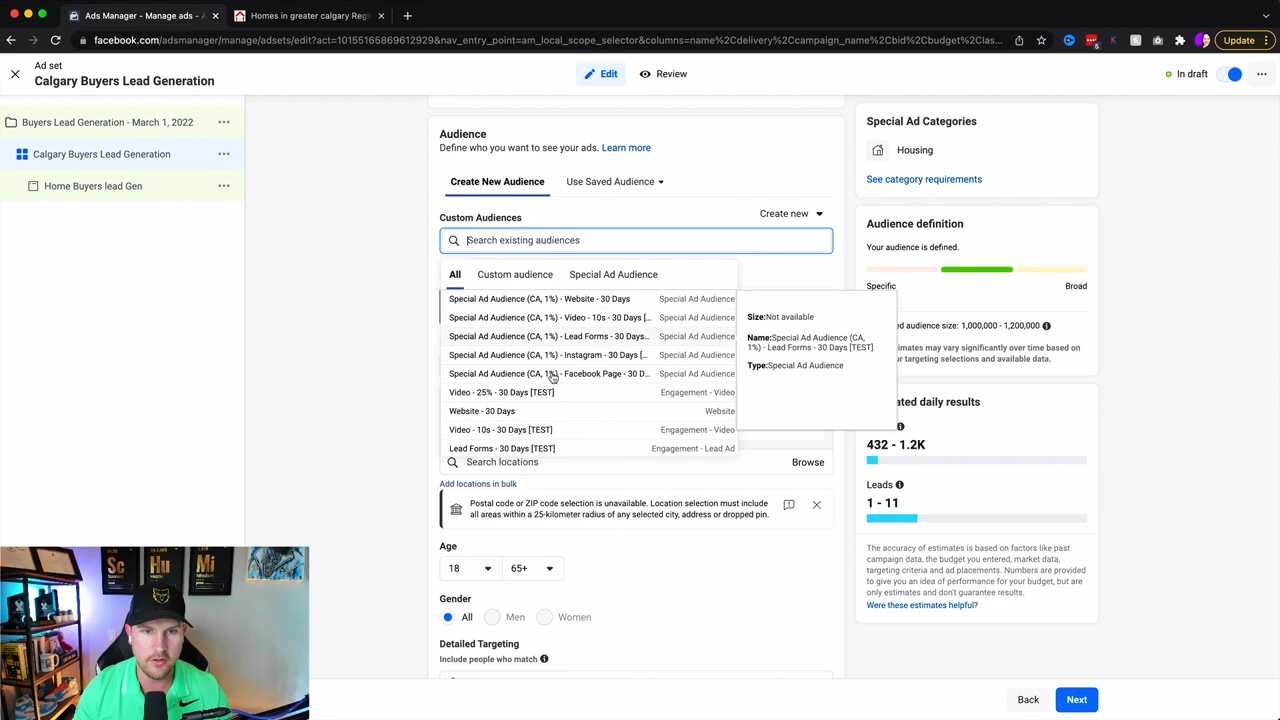 Ads Manager - Manage ads - A
Homes in greater calgary Reg
facebook.com/adsmanager/manage/adsets/edit?act=10155165869612929&nav_entry_point=am_local_scope_selector&columns=name%2Cdelivery%2Ccampaign_name%2Cbid%2Cbudget%2Clas...
Update
Ad set
Calgary Buyers Lead Generation
Edit
Review
In draft
Buyers Lead Generation - March 1, 2022
Calgary Buyers Lead Generation
Home Buyers lead Gen
Audience
Define who you want to see your ads. Learn more
Create New Audience
Use Saved Audience
Custom Audiences
Create new
Search existing audiences
All
Custom audience
Special Ad Audience
Special Ad Audience (CA, 1%) - Website - 30 Days
Special Ad Audience
Special Ad Audience (CA, 1%) - Video - 10s - 30 Days [...
Special Ad Audience
Special Ad Audience (CA, 1%) - Lead Forms - 30 Days...
Special Ad Audience
Special Ad Audience (CA, 1%) - Instagram - 30 Days [...
Special Ad Audience
Special Ad Audience (CA, 1%) - Facebook Page - 30 D...
Special Ad Audience
Video - 25% - 30 Days [TEST]
Engagement - Video
Website - 30 Days
Website
Video - 10s - 30 Days [TEST]
Engagement - Video
Lead Forms - 30 Days [TEST]
Engagement - Lead Ad
Size:Not available
Name:Special Ad Audience (CA,
1%) - Lead Forms - 30 Days [TEST]
Type:Special Ad Audience
Search locations
Browse
Add locations in bulk
Postal code or ZIP code selection is unavailable. Location selection must include
all areas within a 25-kilometer radius of any selected city, address or dropped pin.
Age
18
65+
Gender
All
Men
Women
Detailed Targeting
Include people who match
Special Ad Categories
Housing
See category requirements
Audience definition
Your audience is defined.
Specific
Broad
ed audience size: 1,000,000 - 1,200,000
imates may vary significantly over time based on
ur targeting selections and available data.
ated daily results
432 - 1.2K
Leads
1 - 11
The accuracy of estimates is based on factors like past
campaign data, the budget you entered, market data,
targeting criteria and ad placements. Numbers are provided
to give you an idea of performance for your budget, but are
only estimates and don't guarantee results.
Were these estimates helpful?
Back
Next
Sc
Hu
Mi